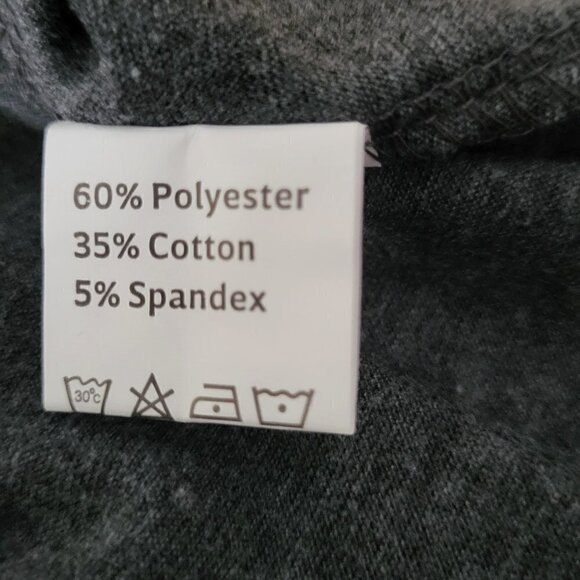 60% Polyester
35% Cotton
5% Spandex
30°c